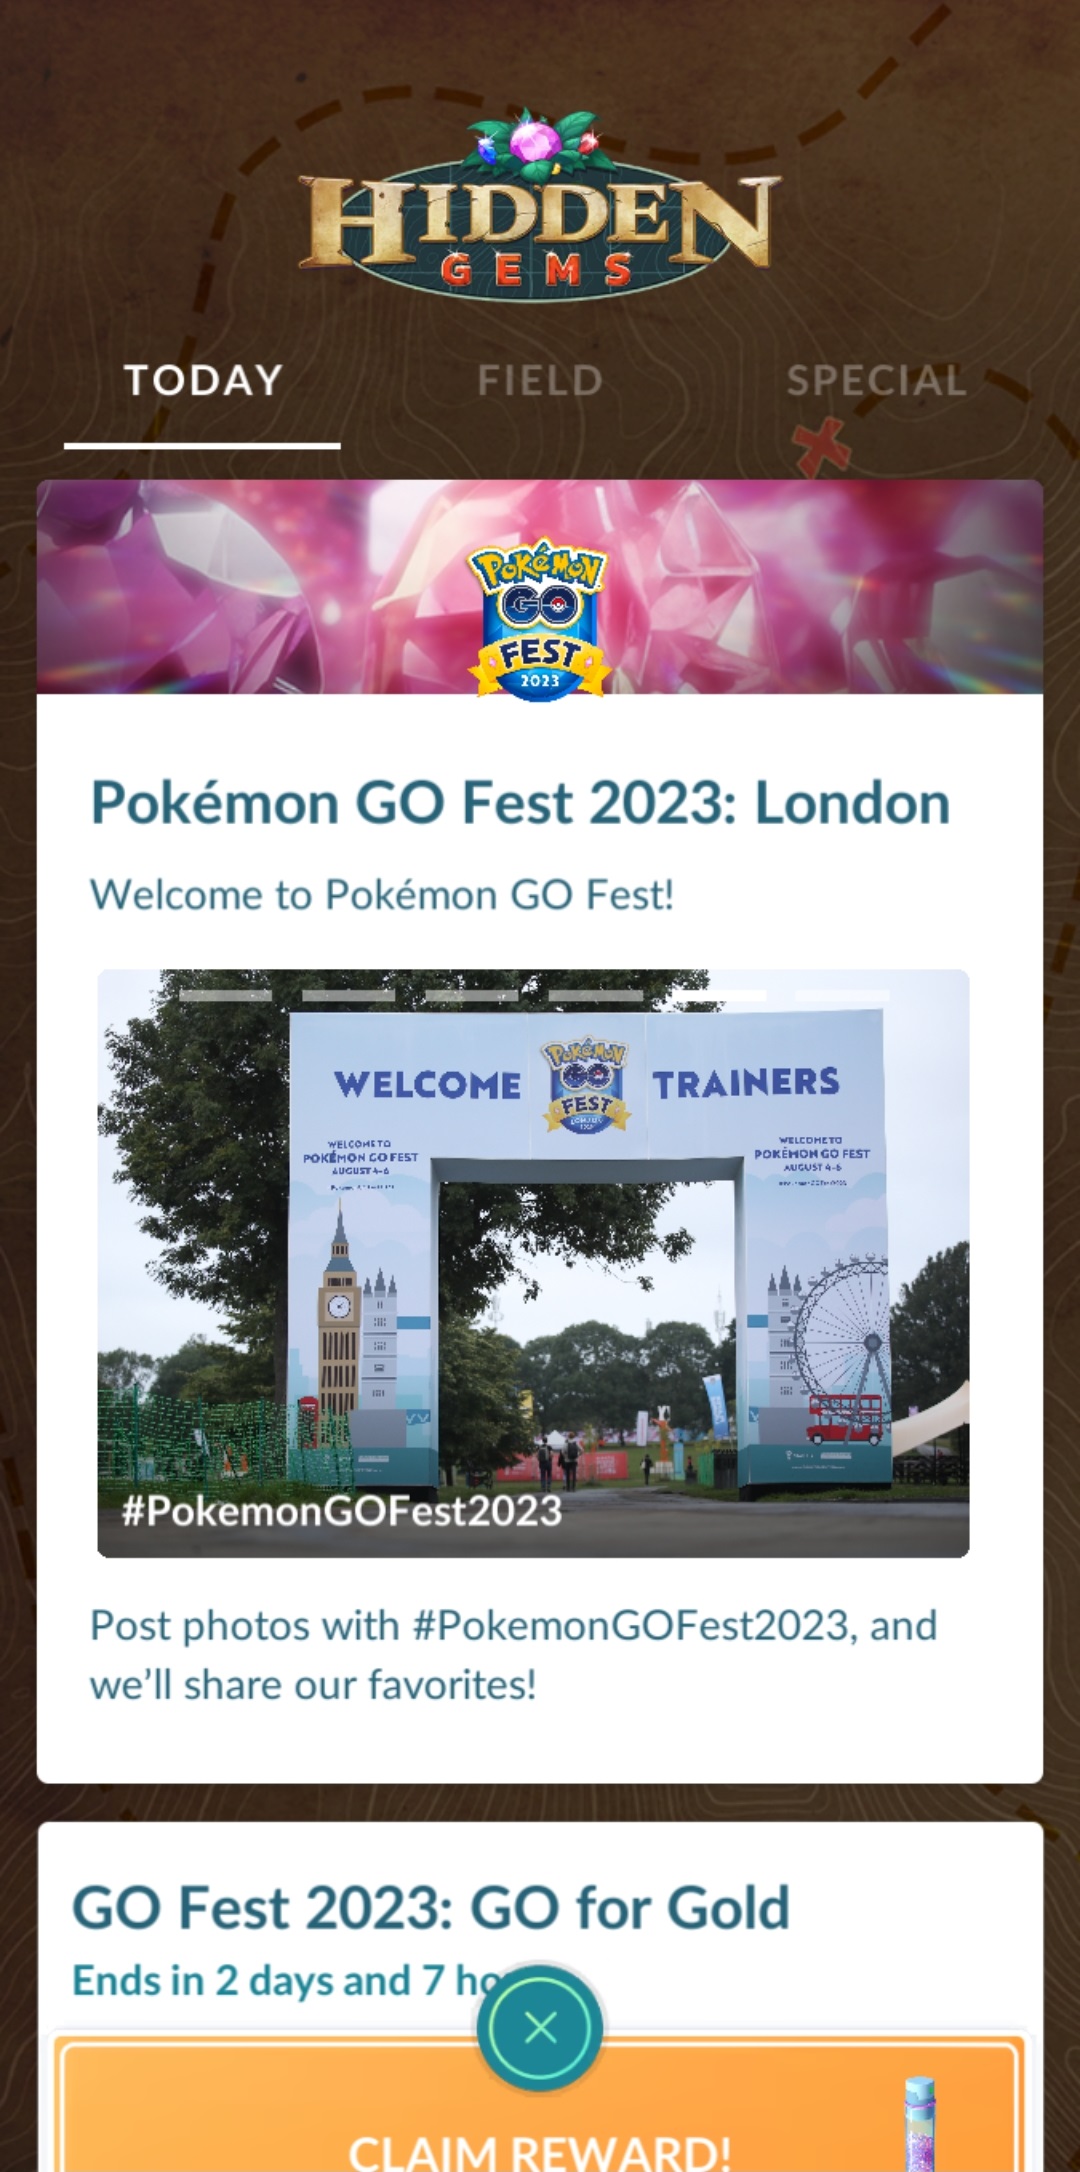 HIDDEN
GEMS
TODAY
FIELD
SPECIAL
POKéMON
GO
FEST
2023
Pokémon GO Fest 2023: London
Welcome to Pokémon GO Fest!
WELCOME
POKéMON
GO
FEST
TRAINERS
WELCOME TO
POKÉMON GO FEST
AUGUST 4-6
WELCOME TO
POKÉMON GO FEST
AUGUST 4-6
#PokemonGOFest2023
Post photos with #PokemonGOFest2023, and
we’ll share our favorites!
GO Fest 2023: GO for Gold
Ends in 2 days and 7
CLAIM REWARD!